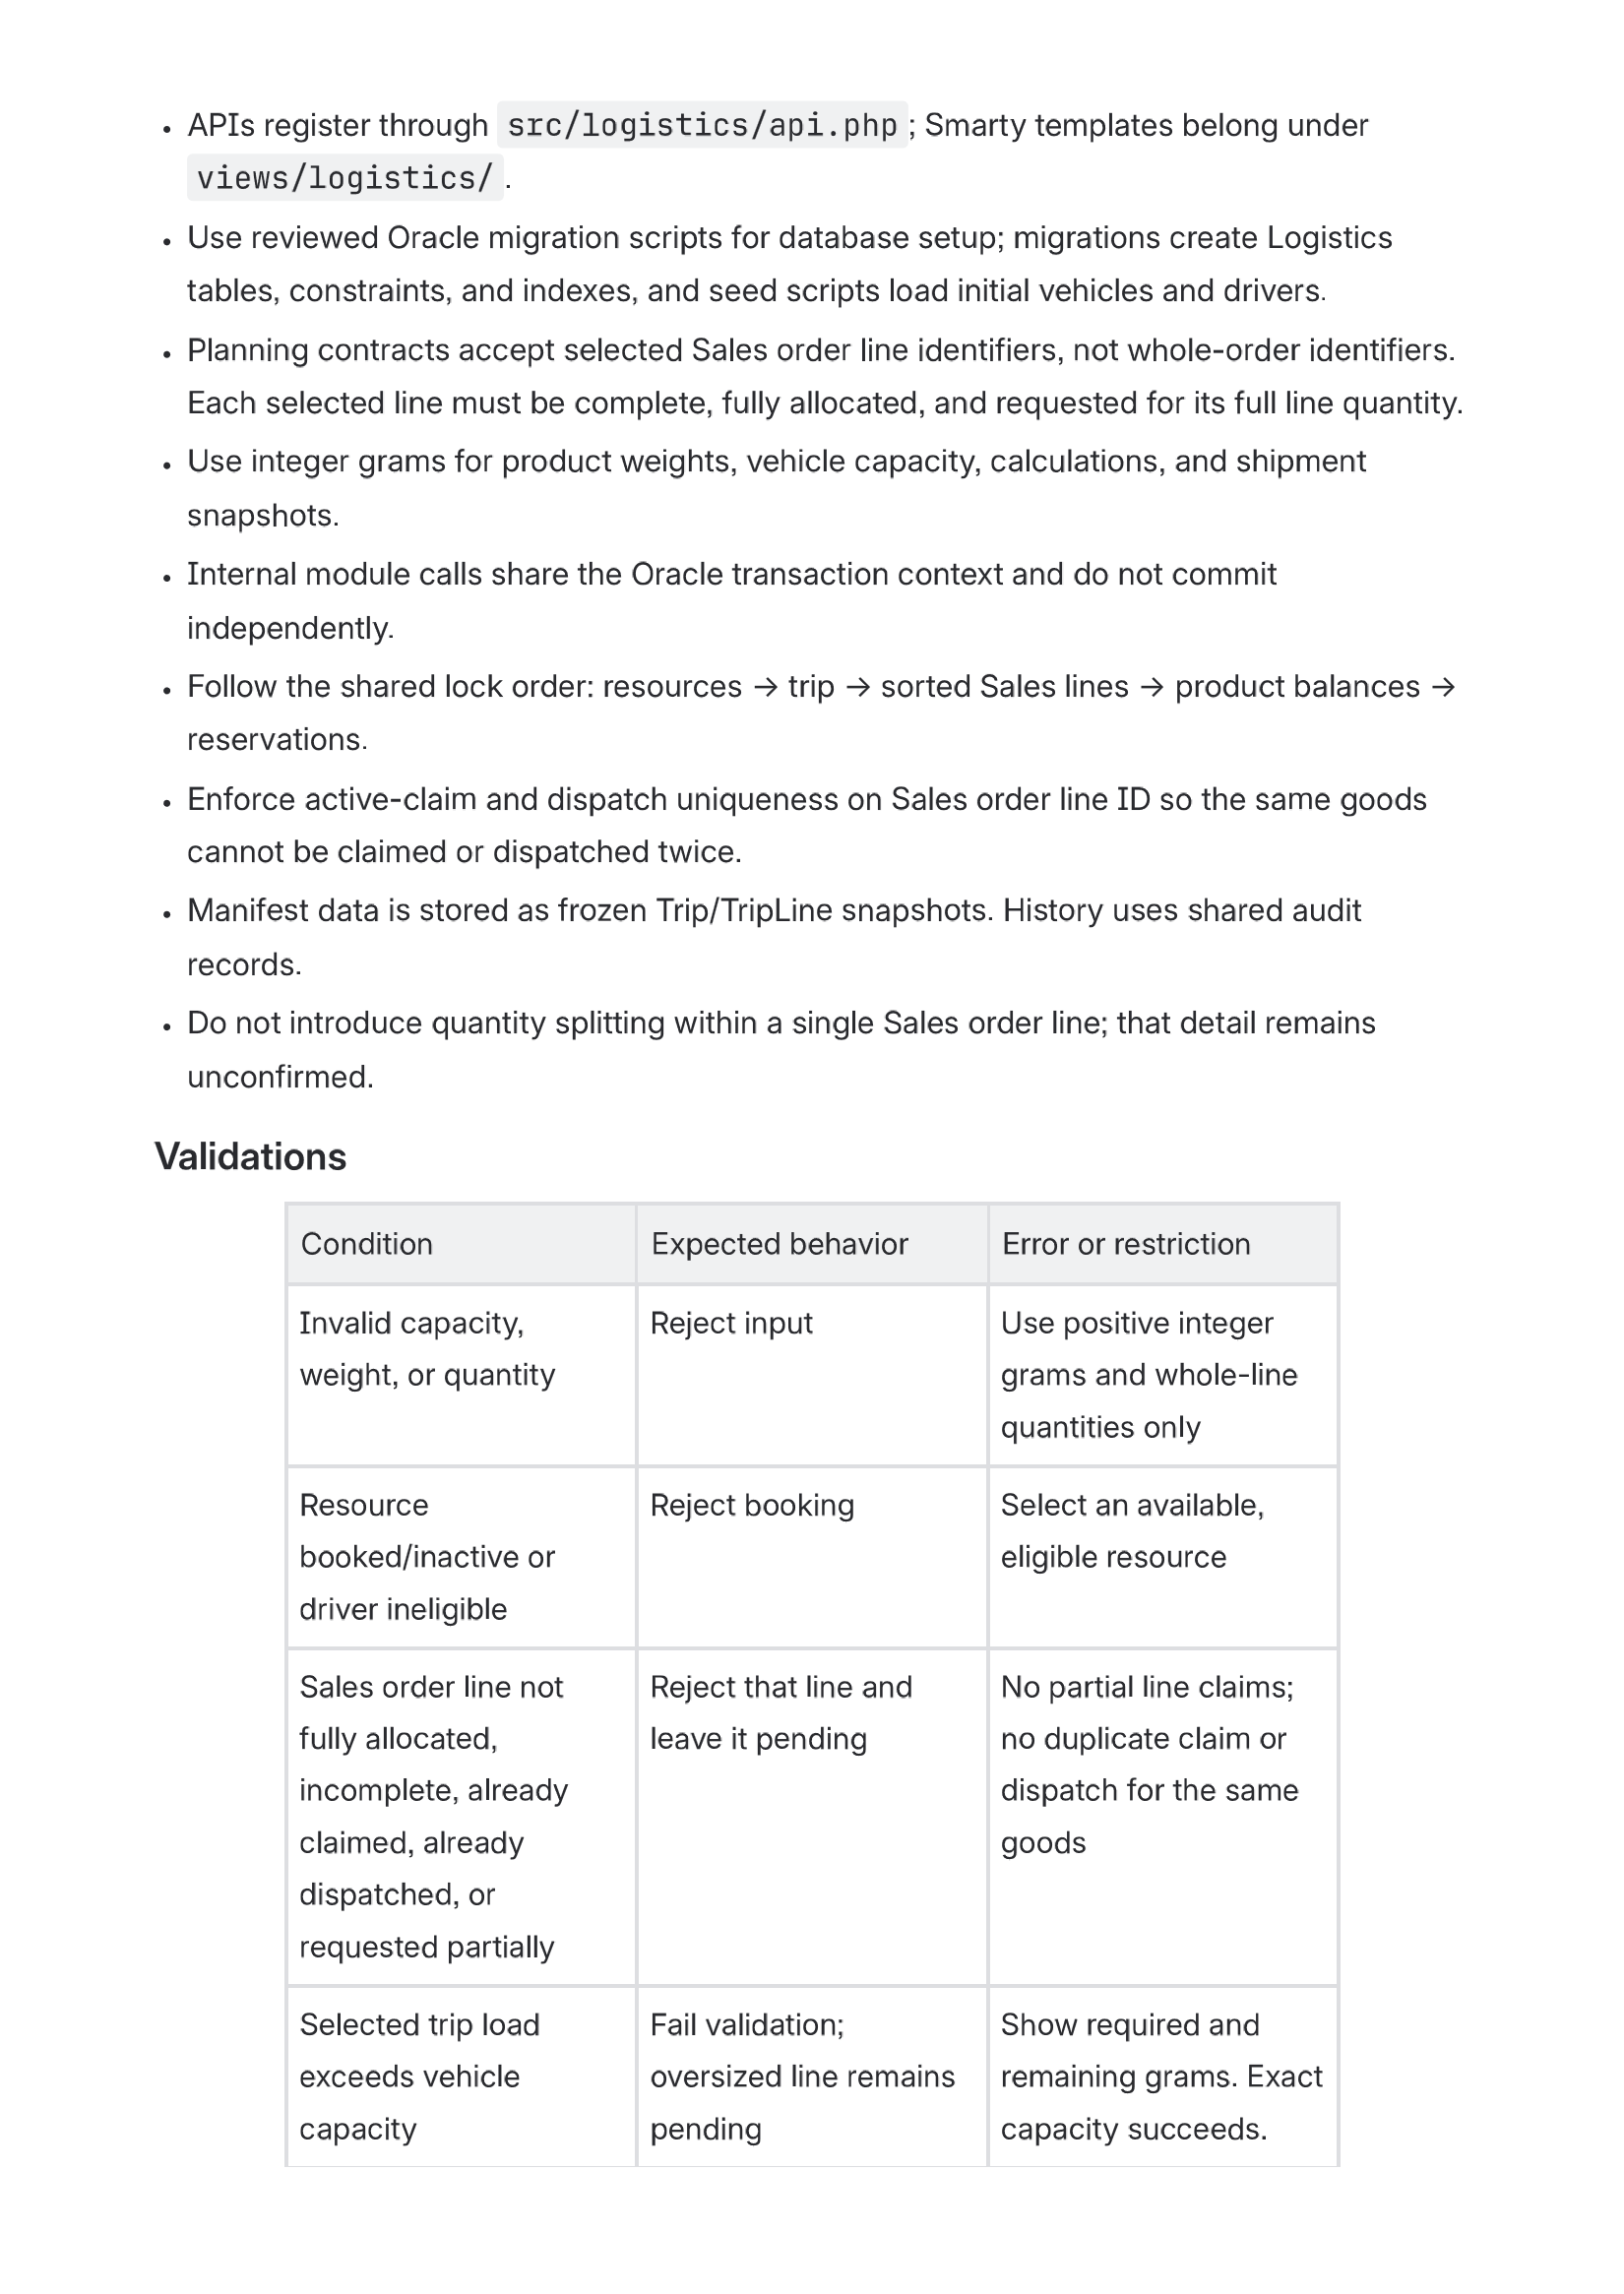 • APIs register through src/logistics/api.php; Smarty templates belong under
views/logistics/.
• Use reviewed Oracle migration scripts for database setup; migrations create Logistics
tables, constraints, and indexes, and seed scripts load initial vehicles and drivers.
• Planning contracts accept selected Sales order line identifiers, not whole-order identifiers.
Each selected line must be complete, fully allocated, and requested for its full line quantity.
• Use integer grams for product weights, vehicle capacity, calculations, and shipment
snapshots.
• Internal module calls share the Oracle transaction context and do not commit
independently.
• Follow the shared lock order: resources → trip → sorted Sales lines → product balances →
reservations.
• Enforce active-claim and dispatch uniqueness on Sales order line ID so the same goods
cannot be claimed or dispatched twice.
• Manifest data is stored as frozen Trip/TripLine snapshots. History uses shared audit
records.
• Do not introduce quantity splitting within a single Sales order line; that detail remains
unconfirmed.
Validations
Condition
Expected behavior
Error or restriction
Invalid capacity,
weight, or quantity
Reject input
Use positive integer
grams and whole-line
quantities only
Resource
booked/inactive or
driver ineligible
Reject booking
Select an available,
eligible resource
Sales order line not
fully allocated,
incomplete, already
claimed, already
dispatched, or
requested partially
Reject that line and
leave it pending
No partial line claims;
no duplicate claim or
dispatch for the same
goods
Selected trip load
exceeds vehicle
capacity
Fail validation;
oversized line remains
pending
Show required and
remaining grams. Exact
capacity succeeds.